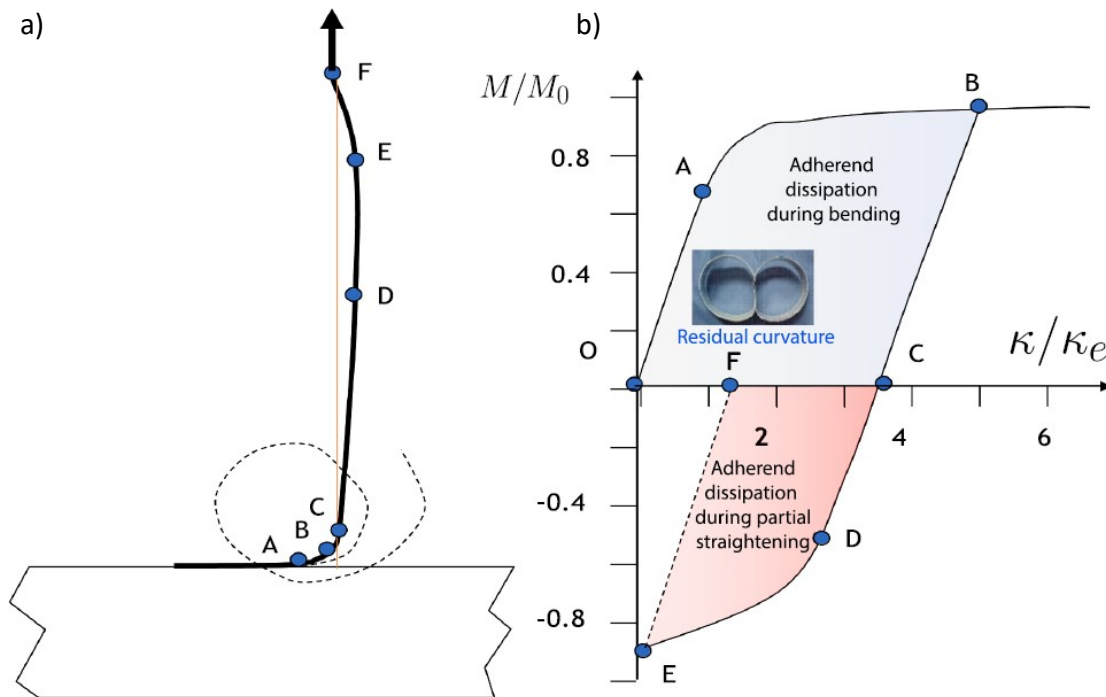 a)
F
E
D
C
B
A
b)
M/M₀
B
0.8
A
Adherend
dissipation
during bending
0.4
Residual curvature
O
F
C
κ/κₑ
2
4
6
Adherend
dissipation
during partial
straightening
-0.4
D
-0.8
E